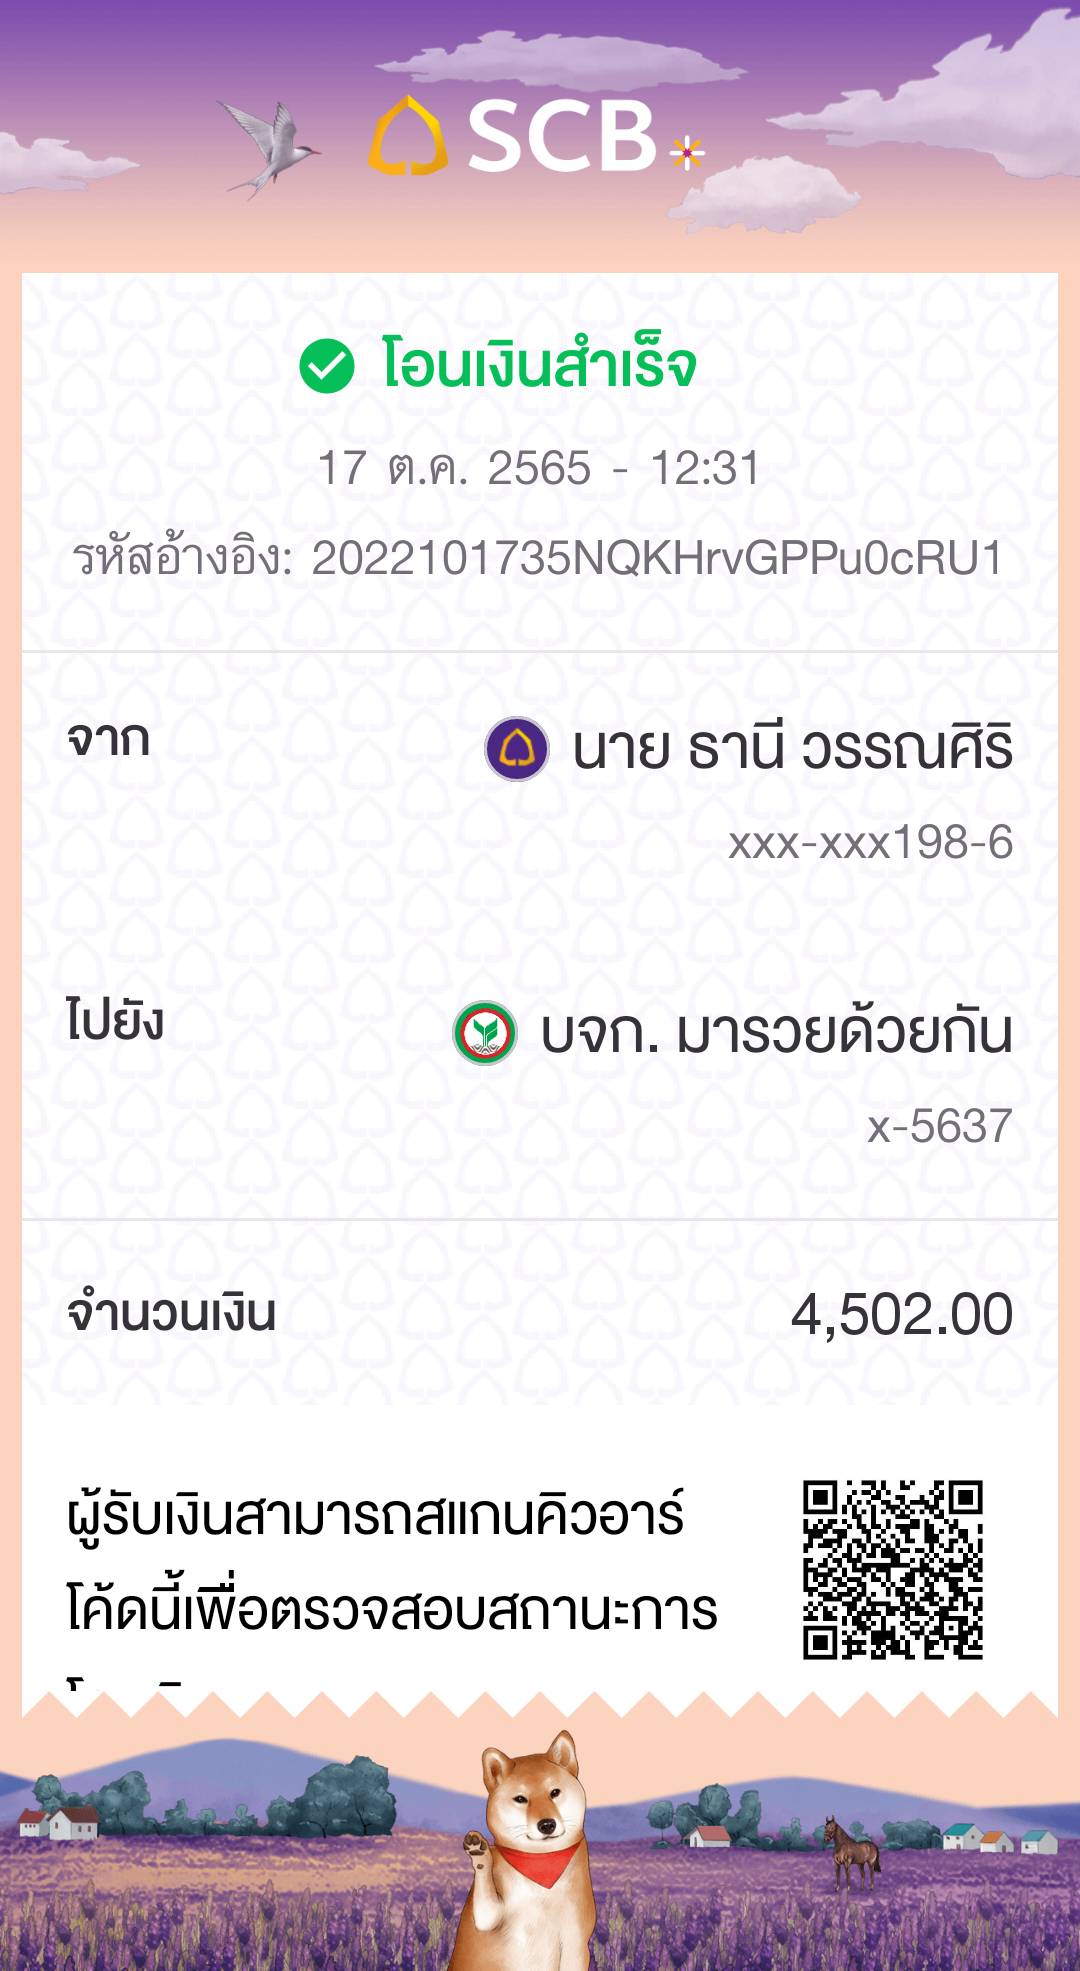 SCB
โอนเงินสำเร็จ
17 ต.ค. 2565 - 12:31
รหัสอ้างอิง: 2022101735NQKHrvGPPu0cRU1
จาก
นาย ธานี วรรณศิริ
xxx-xxx198-6
ไปยัง
บจก. มารวยด้วยกัน
x-5637
จำนวนเงิน
4,502.00
ผู้รับเงินสามารถสแกนคิวอาร์
โค้ดนี้เพื่อตรวจสอบสถานะการ